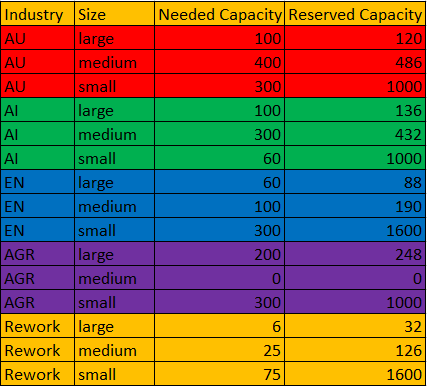 Industry Size Needed Capacity Reserved Capacity
AU large 100 120
AU medium 400 486
AU small 300 1000
AI large 100 136
AI medium 300 432
AI small 60 1000
EN large 60 88
EN medium 100 190
EN small 300 1600
AGR large 200 248
AGR medium 0 0
AGR small 300 1000
Rework large 6 32
Rework medium 25 126
Rework small 75 1600